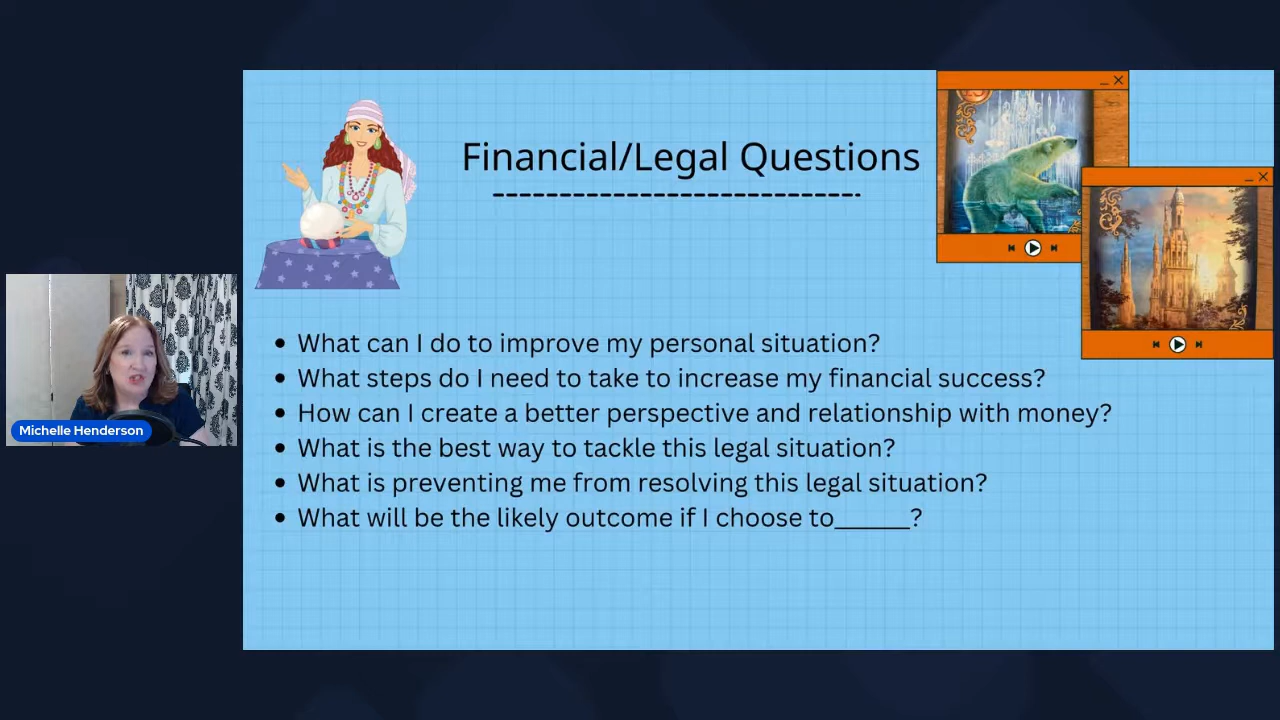 Financial/Legal Questions
What can I do to improve my personal situation?
What steps do I need to take to increase my financial success?
How can I create a better perspective and relationship with money?
What is the best way to tackle this legal situation?
What is preventing me from resolving this legal situation?
What will be the likely outcome if I choose to______?
Michelle Henderson